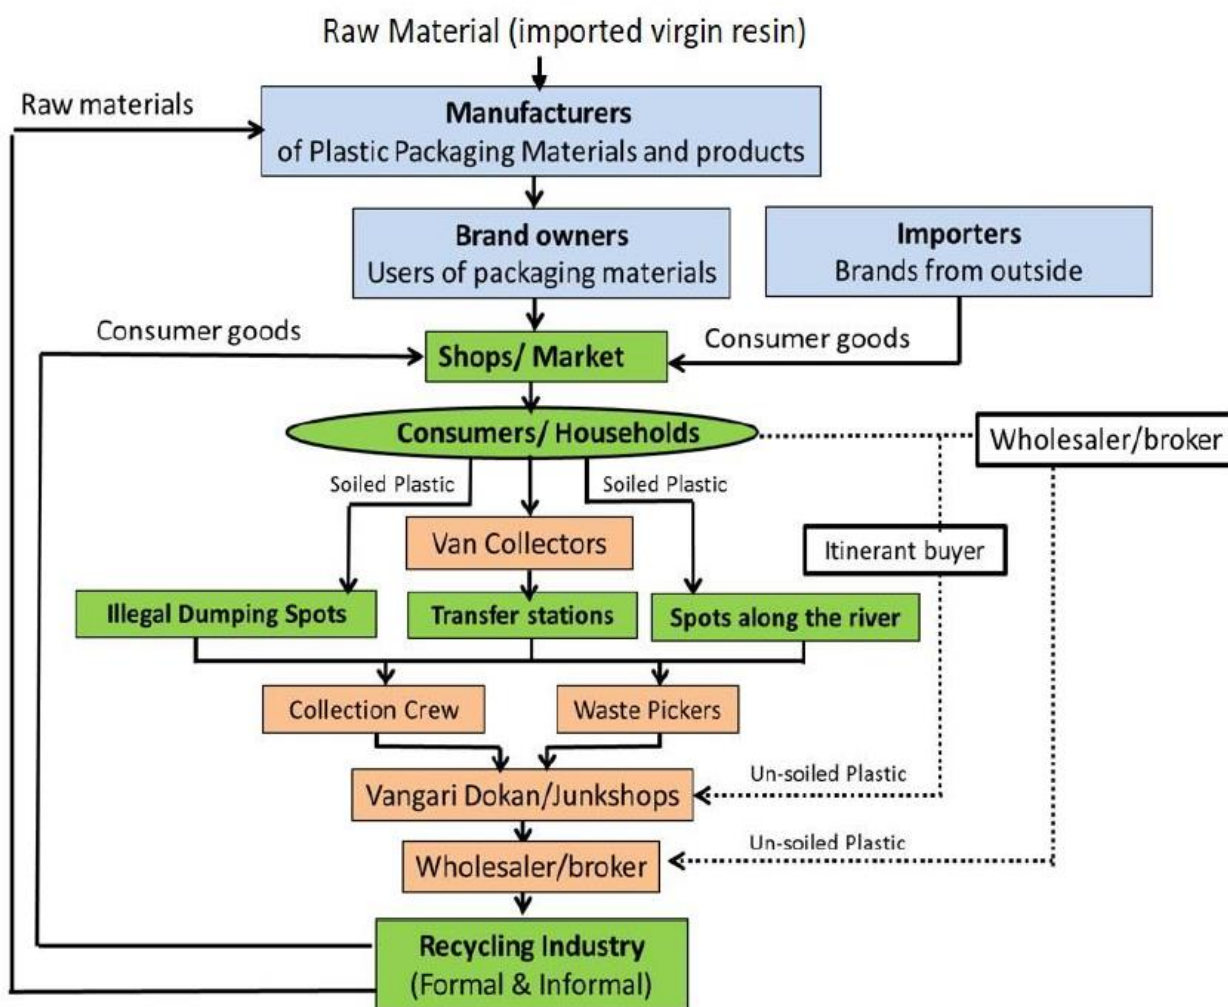 Raw Material (imported virgin resin)
Raw materials
Manufacturers
of Plastic Packaging Materials and products
Brand owners
Users of packaging materials
Importers
Brands from outside
Consumer goods
Shops/ Market
Consumer goods
Consumers/ Households
Wholesaler/broker
Soiled Plastic
Soiled Plastic
Van Collectors
Itinerant buyer
Illegal Dumping Spots
Transfer stations
Spots along the river
Collection Crew
Waste Pickers
Vangari Dokan/Junkshops
Un-soiled Plastic
Wholesaler/broker
Un-soiled Plastic
Recycling Industry
(Formal & Informal)